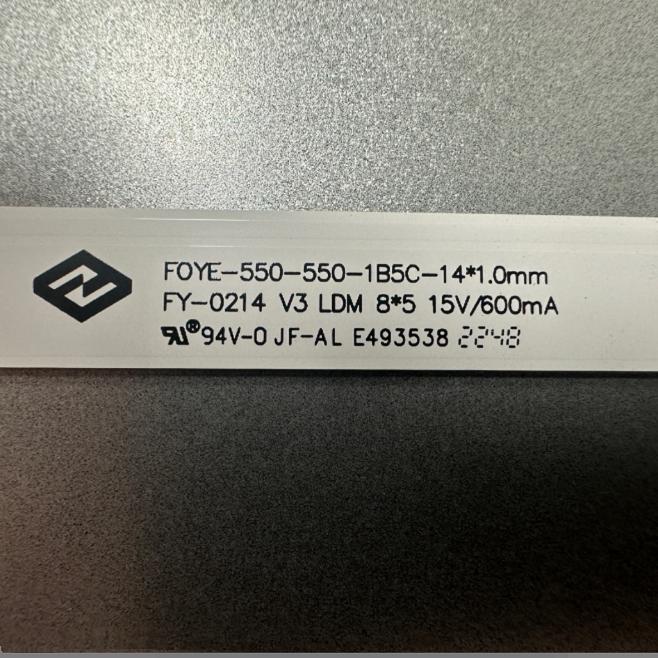 FOYE-550-550-1B5C-14*1.0mm
FY-0214 V3 LDM 8*5 15V/600mA
RU® 94V-0 JF-AL E493538 2248